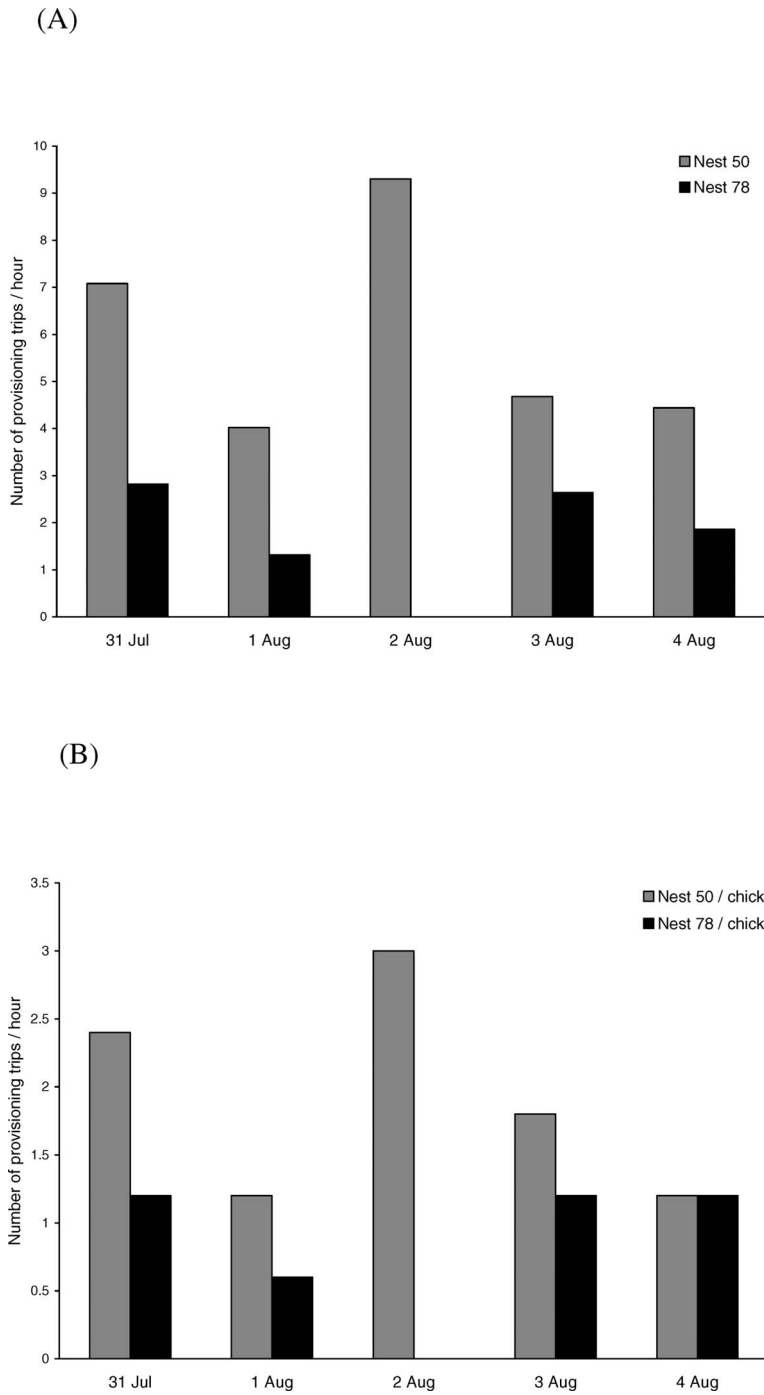 (A)
10
9
8
7
6
5
4
3
2
1
0
Number of provisioning trips / hour
Nest 50
Nest 78
31 Jul
1 Aug
2 Aug
3 Aug
4 Aug
(B)
3.5
3
2.5
2
1.5
1
0.5
0
Number of provisioning trips / hour
Nest 50 / chick
Nest 78 / chick
31 Jul
1 Aug
2 Aug
3 Aug
4 Aug